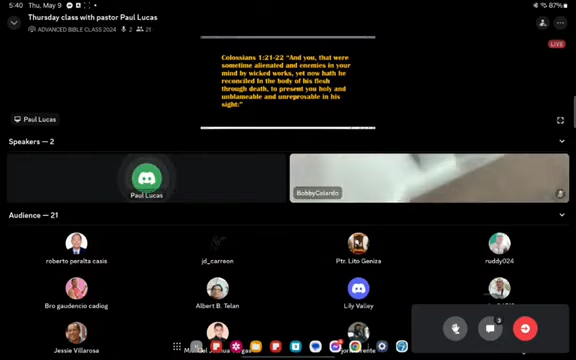 5:40 Thu, May 9
87%
Thursday class with pastor Paul Lucas
ADVANCED BIBLE CLASS 2024 2 21
LIVE
Colossians 1:21-22 "And you, that were
sometime alienated and enemies in your
mind by wicked works, yet now hath he
reconciled In the body of his flesh
through death, to present you holy and
unblameable and unreprovable in his
sight:"
Paul Lucas
Speakers — 2
Paul Lucas
BobbyColardo
Audience — 21
roberto peralta casis
jd_carreon
Ptr. Lito Geniza
ruddy024
Bro gaudencio cadiog
Albert B. Telan
Lily Valley
3
Jessie Villarosa